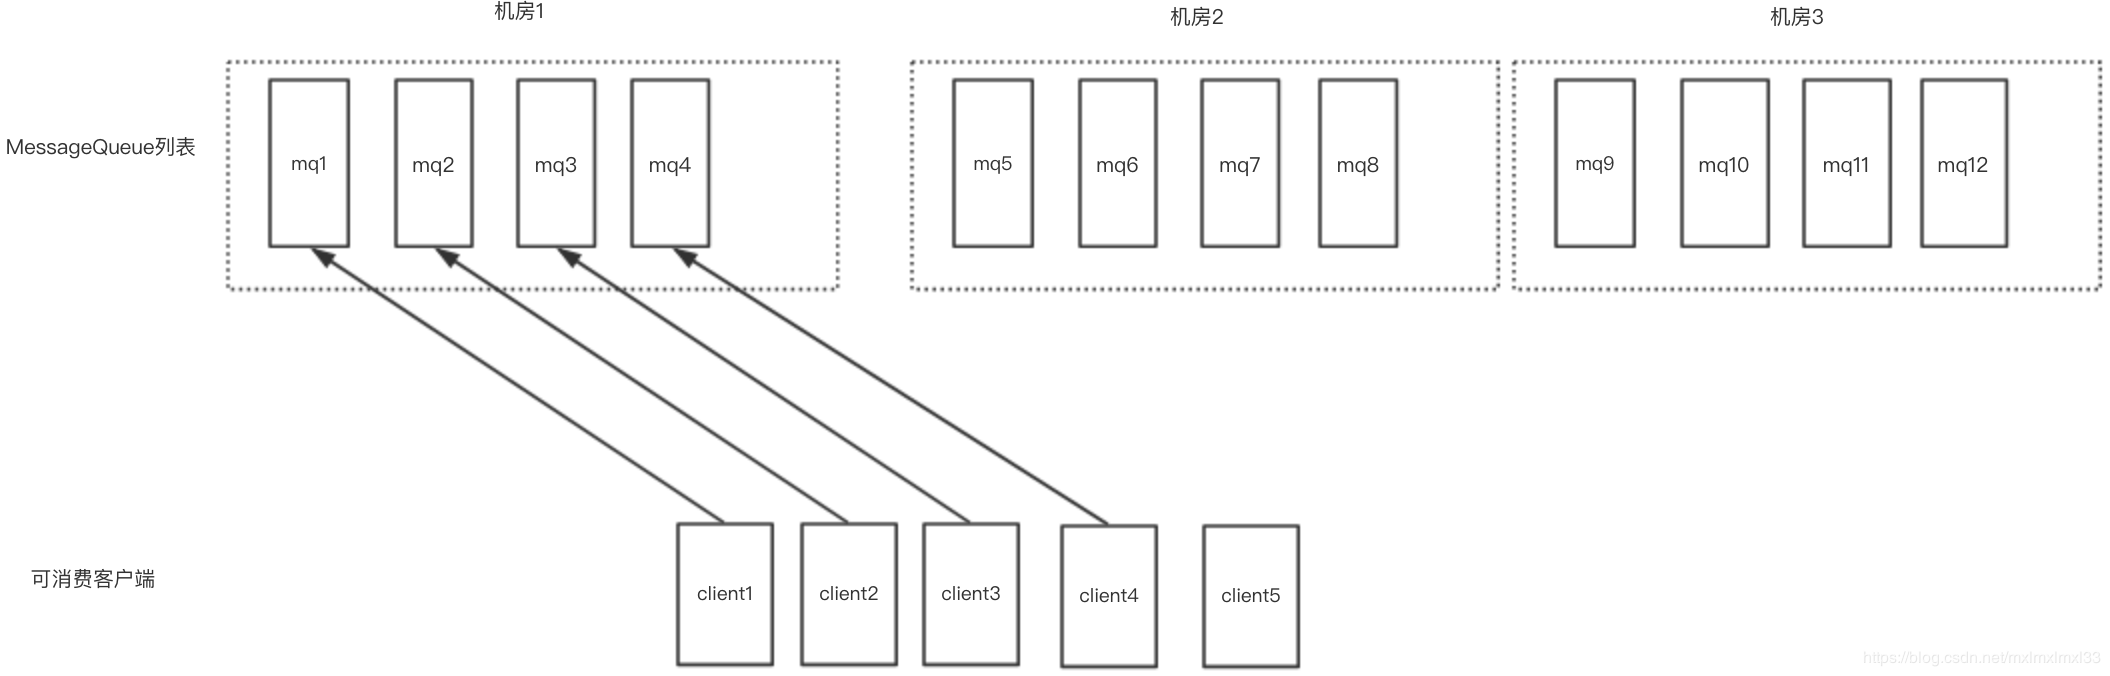 机房1
机房2
机房3
MessageQueue列表
mq1
mq2
mq3
mq4
mq5
mq6
mq7
mq8
mq9
mq10
mq11
mq12
可消费客户端
client1
client2
client3
client4
client5
https://blog.csdn.net/mxlmxlmxl33